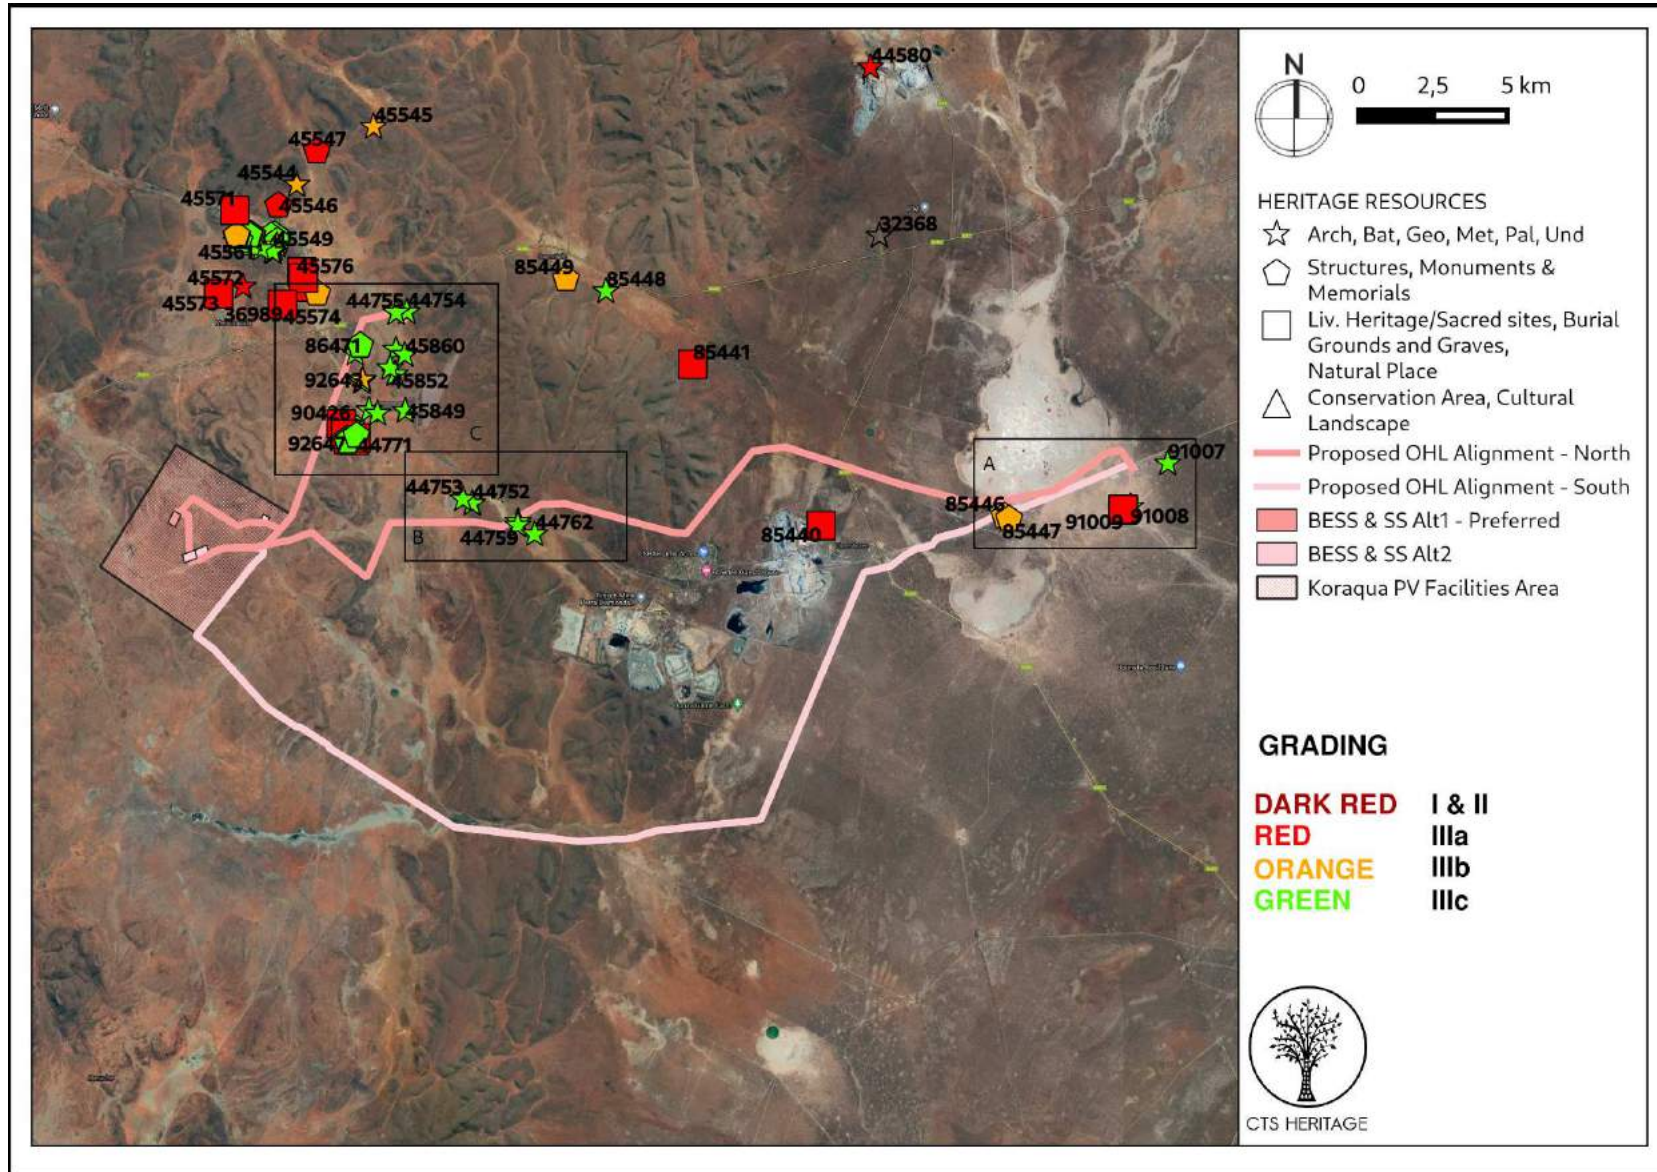 44580
45545
45547
45544
45571
45546
32368
45549
45561
45576
85449
85448
45572
45573
36989
45574
44755
44754
86471
45860
85441
92643
45852
90426
45849
C
92647
44771
A
91007
44753
44752
85446
44762
B
44759
85440
85447
91009
91008
N
0 2,5 5 km
HERITAGE RESOURCES
Arch, Bat, Geo, Met, Pal, Und
Structures, Monuments &
Memorials
Liv. Heritage/Sacred sites, Burial
Grounds and Graves,
Natural Place
Conservation Area, Cultural
Landscape
Proposed OHL Alignment - North
Proposed OHL Alignment - South
BESS & SS Alt1 - Preferred
BESS & SS Alt2
Koraqua PV Facilities Area
GRADING
DARK RED I & II
RED IIIa
ORANGE IIIb
GREEN IIIc
CTS HERITAGE